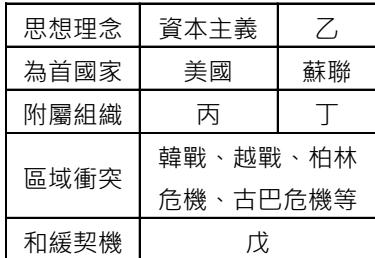 思想理念 資本主義 乙
為首國家 美國 蘇聯
附屬組織 丙 丁
區域衝突 韓戰、越戰、柏林
危機、古巴危機等
和緩契機 戊